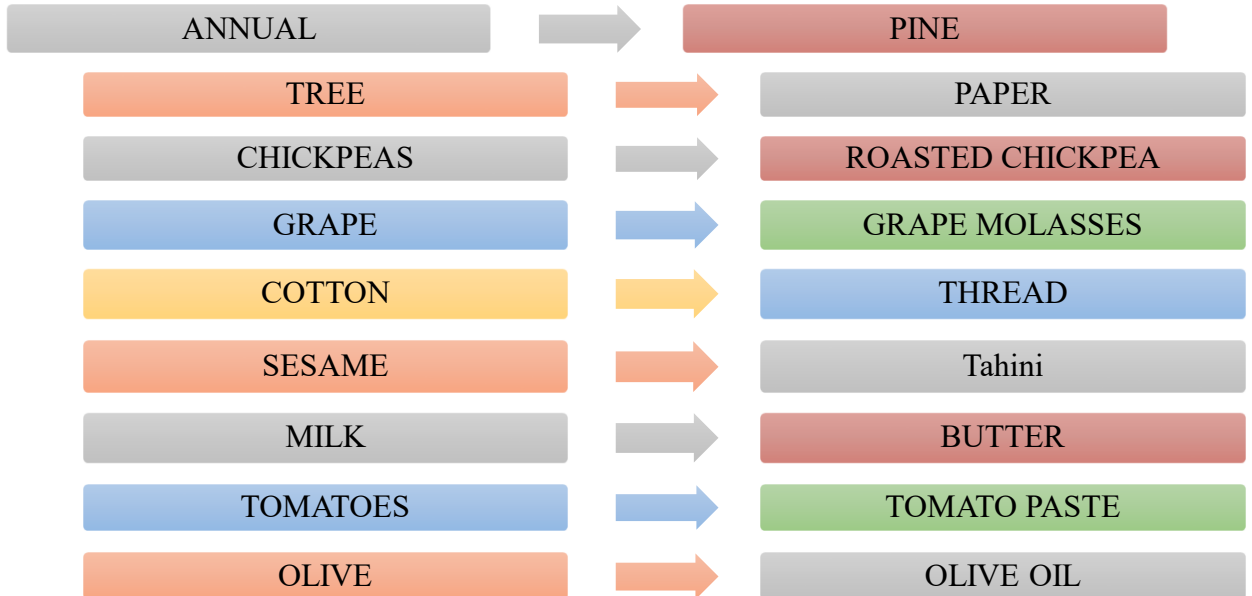 ANNUAL PINE
TREE PAPER
CHICKPEAS ROASTED CHICKPEA
GRAPE GRAPE MOLASSES
COTTON THREAD
SESAME Tahini
MILK BUTTER
TOMATOES TOMATO PASTE
OLIVE OLIVE OIL